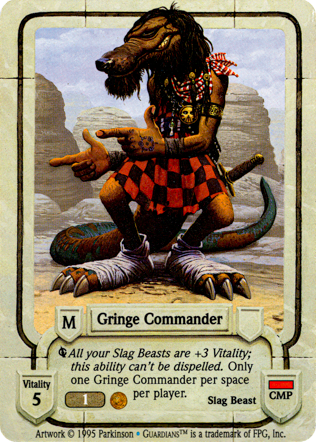 M
Gringe Commander
All your Slag Beasts are +3 Vitality;
this ability can't be dispelled. Only
one Gringe Commander per space
per player.
Vitality
5
1
Slag Beast
CMP
Artwork © 1995 Parkinson • GUARDIANS™ is a trademark of FPG, Inc.